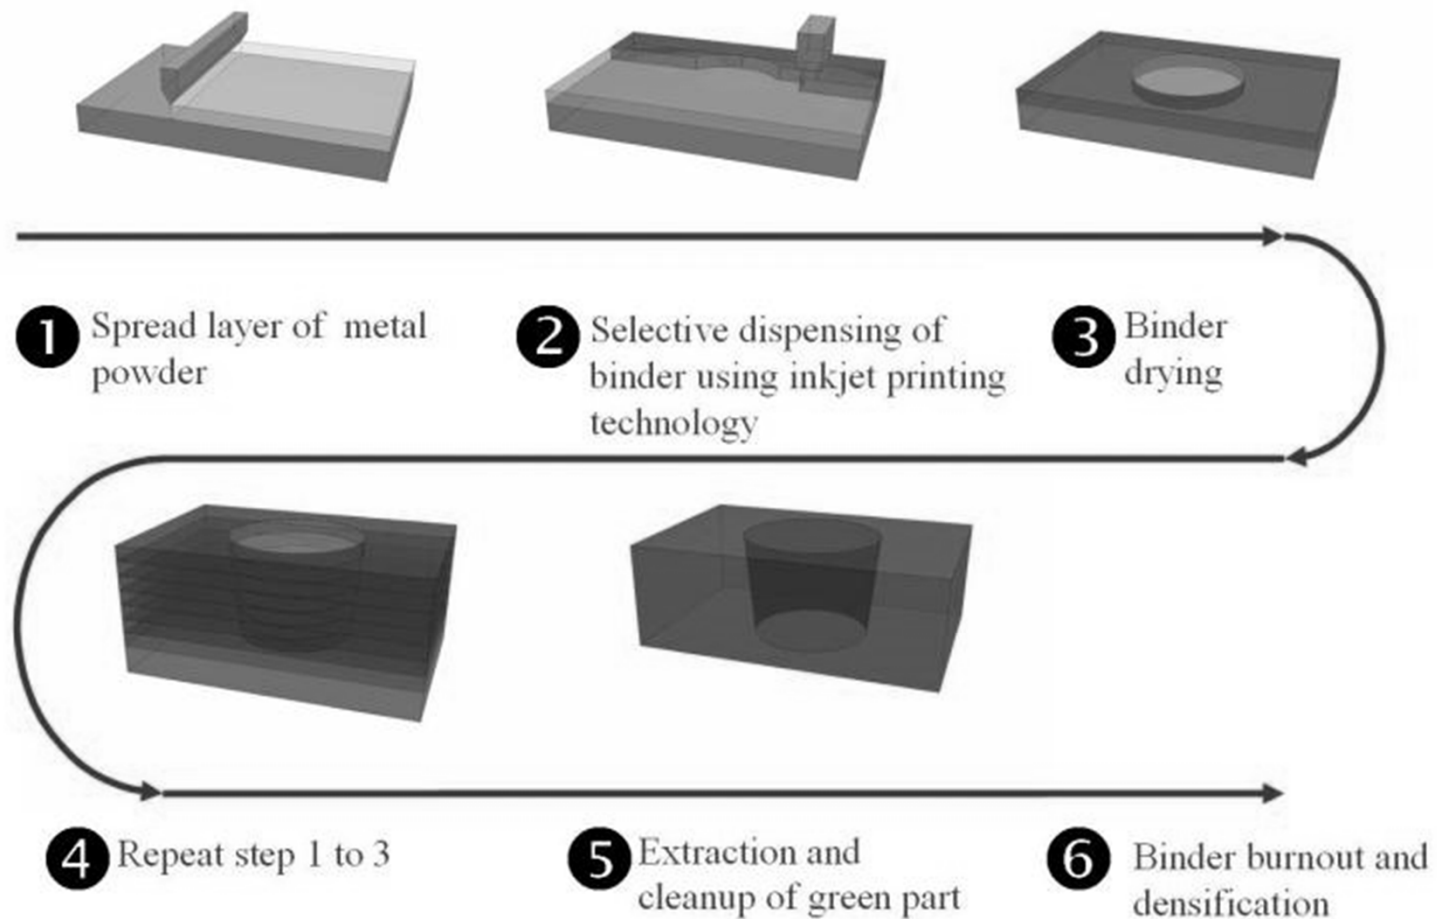 1 Spread layer of metal
powder
2 Selective dispensing of
binder using inkjet printing
technology
3 Binder
drying
4 Repeat step 1 to 3
5 Extraction and
cleanup of green part
6 Binder burnout and
densification